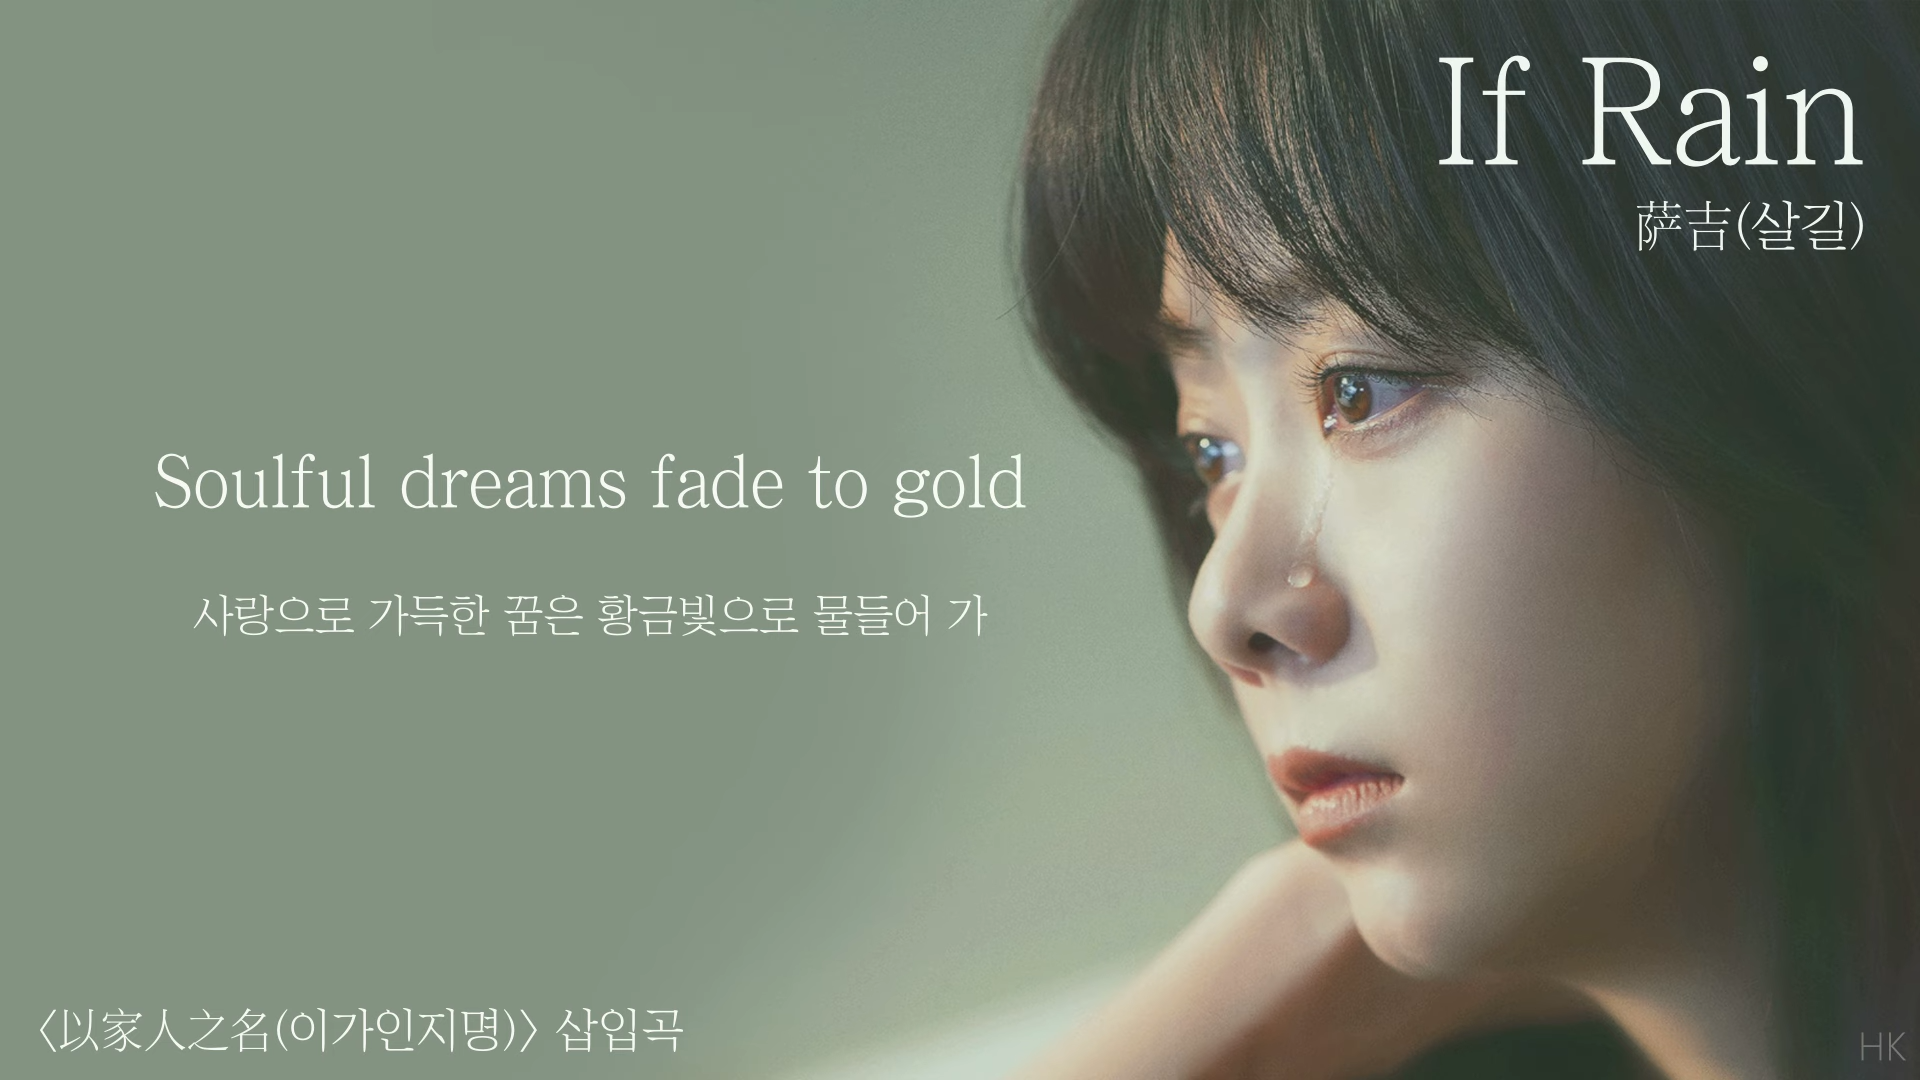 If Rain
萨吉(살길)
Soulful dreams fade to gold
사랑으로 가득한 꿈은 황금빛으로 물들어 가
〈以家人之名(이가인지명)〉 삽입곡
HK